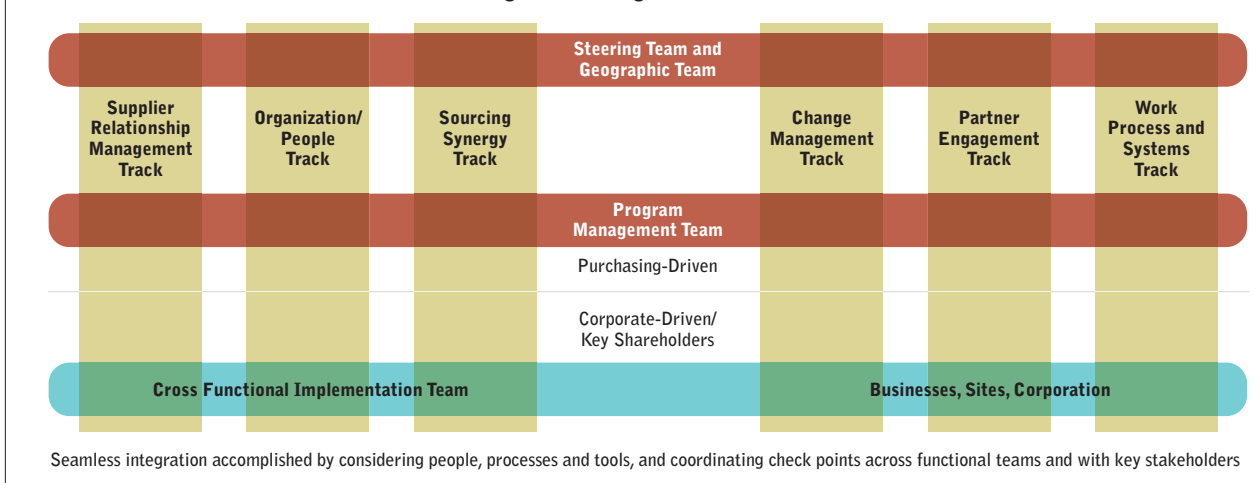 Steering Team and
Geographic Team
Supplier
Relationship
Management
Track
Organization/
People
Track
Sourcing
Synergy
Track
Change
Management
Track
Partner
Engagement
Track
Work
Process and
Systems
Track
Program
Management Team
Purchasing-Driven
Corporate-Driven/
Key Shareholders
Cross Functional Implementation Team
Businesses, Sites, Corporation
Seamless integration accomplished by considering people, processes and tools, and coordinating check points across functional teams and with key stakeholders